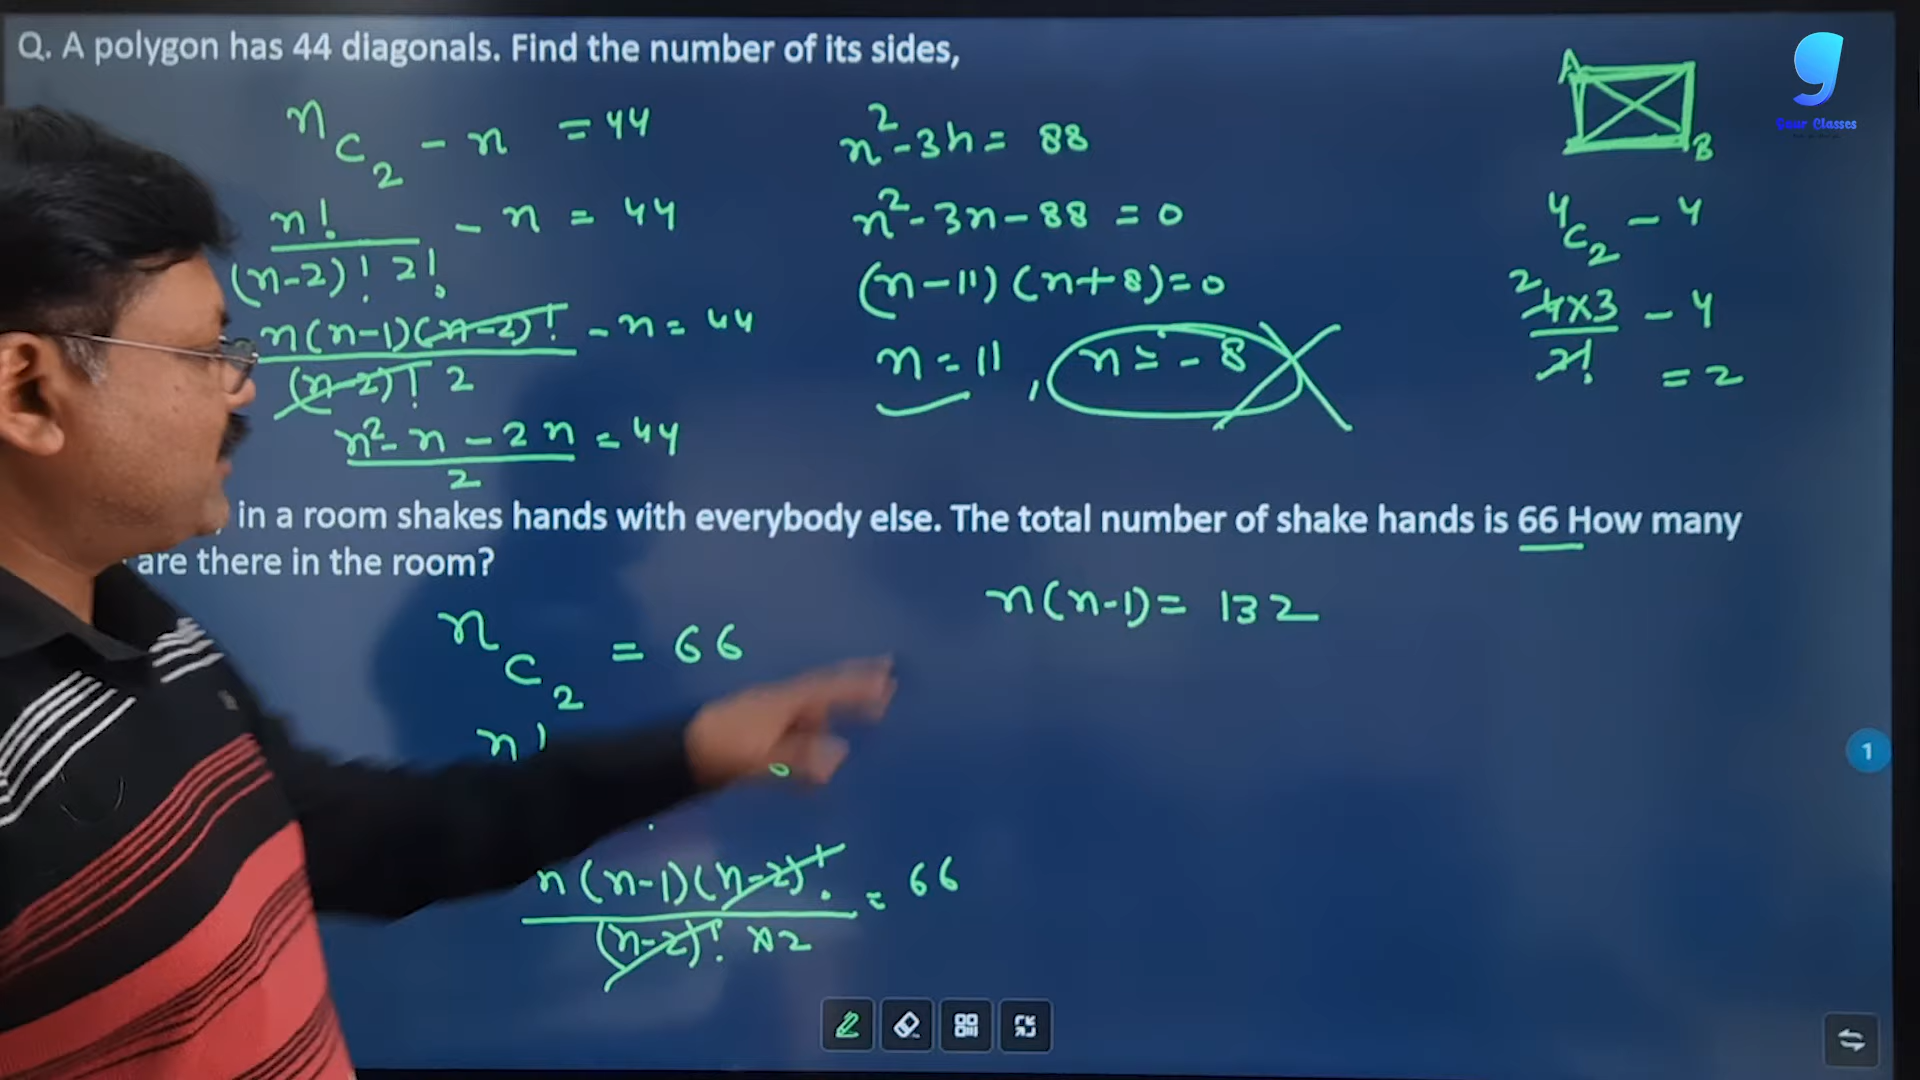 Q. A polygon has 44 diagonals. Find the number of its sides,
nC2 - n = 44
n! / (n-2)! 2! - n = 44
n(n-1)(n-2)! / (n-2)! 2 - n = 44
n² - n - 2n / 2 = 44
n² - 3n = 88
n² - 3n - 88 = 0
(n - 11) (n + 8) = 0
n = 11 , n = - 8
A
B
4C2 - 4
2
4x3 / 2! - 4
= 2
9
Gaur Classes
in a room shakes hands with everybody else. The total number of shake hands is 66 How many
are there in the room?
nC2 = 66
n!
n (n-1)(n-2)! / (n-2)! x2 = 66
n(n-1) = 132
1